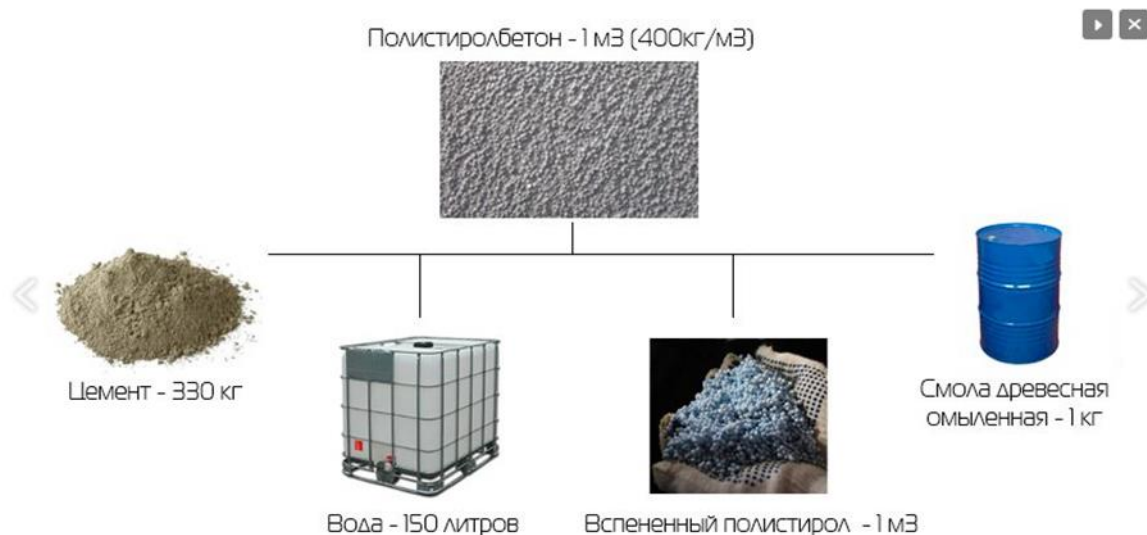 Полистиролбетон - 1 м3 (400кг/м3)
Цемент - 330 кг
Смола древесная
омыленная - 1 кг
Вода - 150 литров
Вспененный полистирол - 1 м3